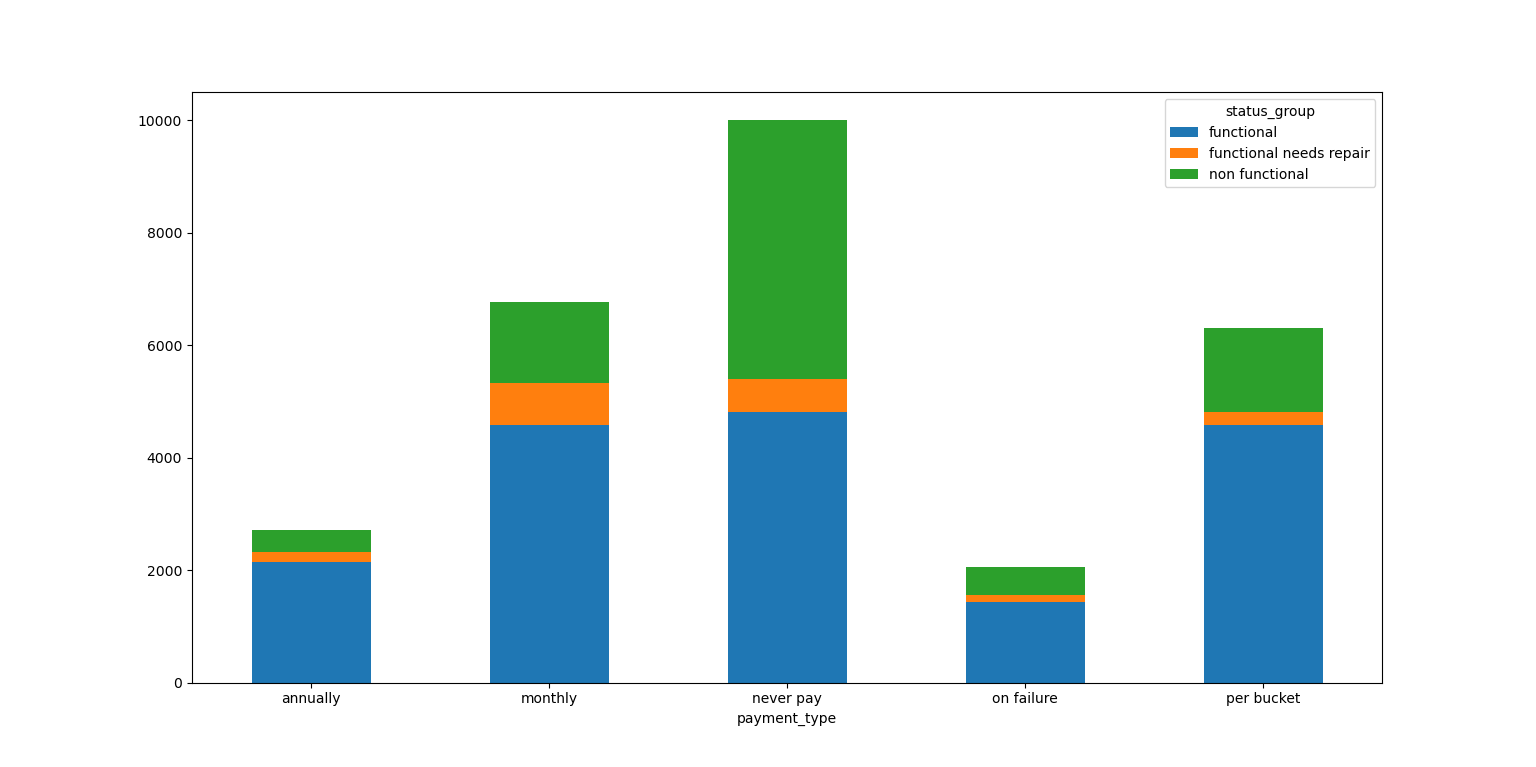 10000
8000
6000
4000
2000
0
status_group
functional
functional needs repair
non functional
annually monthly never pay on failure per bucket
payment_type